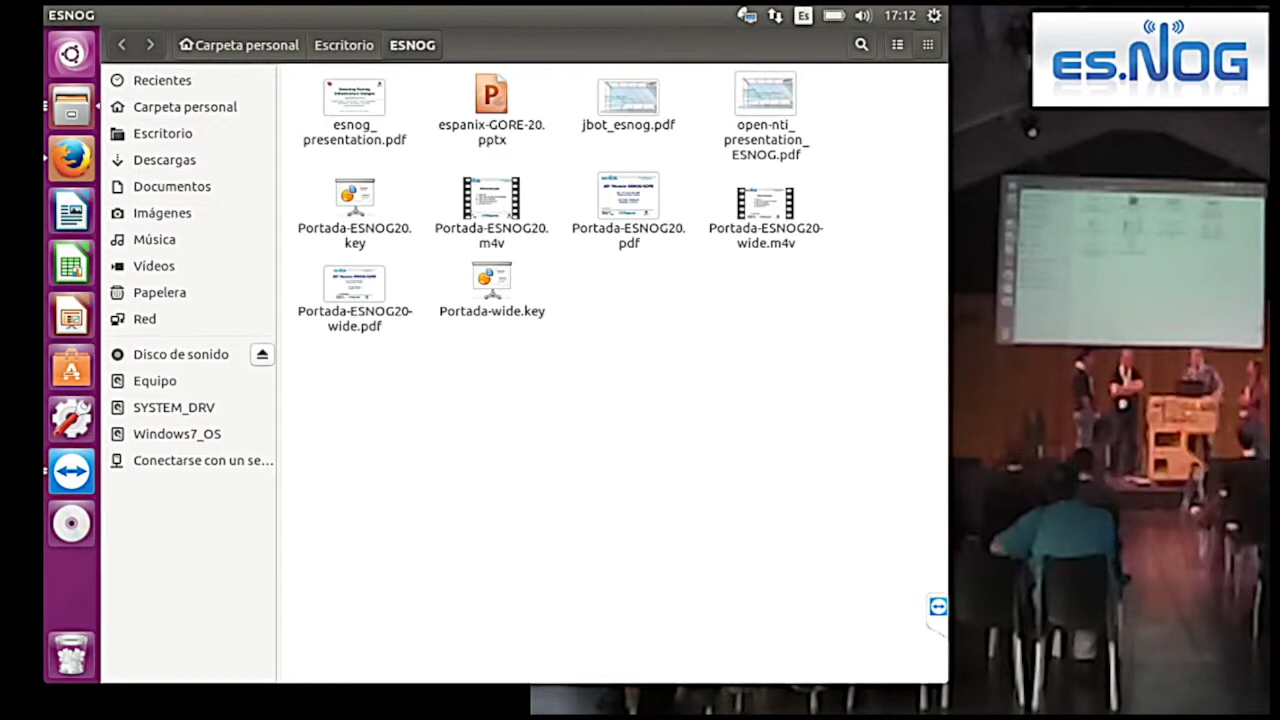 ESNOG
Es
17:12
Carpeta personal
Escritorio
ESNOG
es.NOG
Recientes
Carpeta personal
Escritorio
Descargas
Documentos
Imágenes
Música
Vídeos
Papelera
Red
Disco de sonido
Equipo
SYSTEM_DRV
Windows7_OS
Conectarse con un se...
esnog_
presentation.pdf
espanix-GORE-20.
pptx
jbot_esnog.pdf
open-nti_
presentation_
ESNOG.pdf
Portada-ESNOG20.
key
Portada-ESNOG20.
m4v
Portada-ESNOG20.
pdf
Portada-ESNOG20-
wide.m4v
Portada-ESNOG20-
wide.pdf
Portada-wide.key